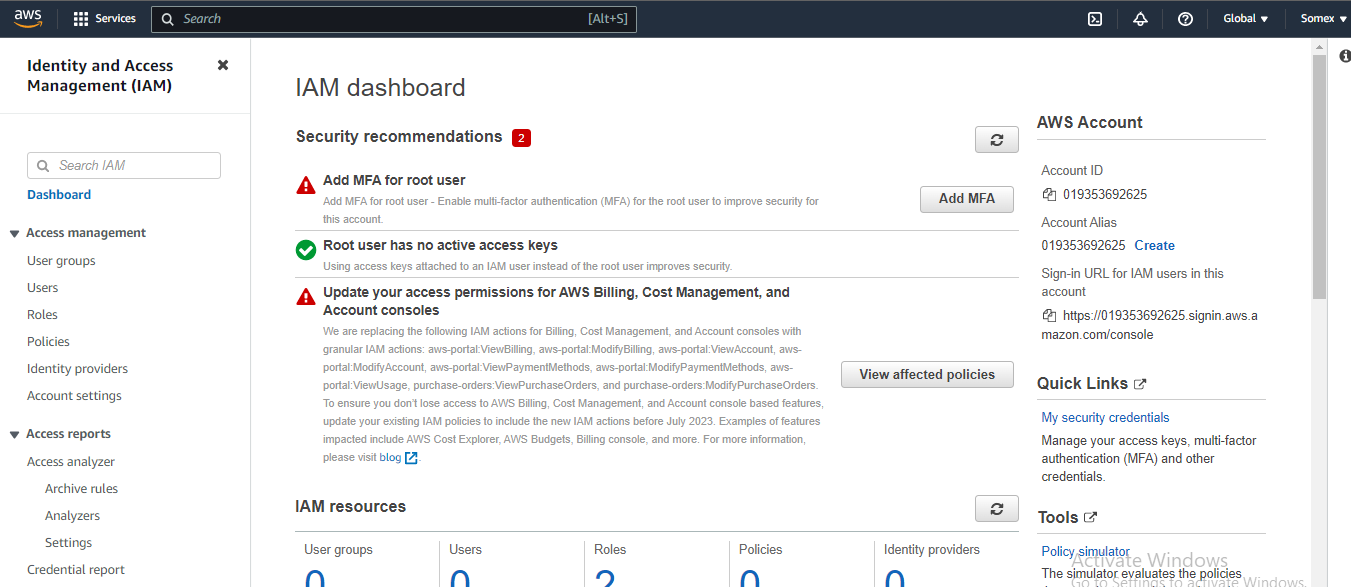 aws
Services
Search
[Alt+S]
Global
Somex
Identity and Access
Management (IAM)
Search IAM
Dashboard
Access management
User groups
Users
Roles
Policies
Identity providers
Account settings
Access reports
Access analyzer
Archive rules
Analyzers
Settings
Credential report
IAM dashboard
Security recommendations 2
Add MFA for root user
Add MFA for root user - Enable multi-factor authentication (MFA) for the root user to improve security for
this account.
Add MFA
Root user has no active access keys
Using access keys attached to an IAM user instead of the root user improves security.
Update your access permissions for AWS Billing, Cost Management, and
Account consoles
We are replacing the following IAM actions for Billing, Cost Management, and Account consoles with
granular IAM actions: aws-portal:ViewBilling, aws-portal:ModifyBilling, aws-portal:ViewAccount, aws-
portal:ModifyAccount, aws-portal:ViewPaymentMethods, aws-portal:ModifyPaymentMethods, aws-
portal:ViewUsage, purchase-orders:ViewPurchaseOrders, and purchase-orders:ModifyPurchaseOrders.
To ensure you don't lose access to AWS Billing, Cost Management, and Account console based features,
update your existing IAM policies to include the new IAM actions before July 2023. Examples of features
impacted include AWS Cost Explorer, AWS Budgets, Billing console, and more. For more information,
please visit blog .
View affected policies
IAM resources
User groups
Users
Roles
Policies
Identity providers
0
0
2
0
0
AWS Account
Account ID
019353692625
Account Alias
019353692625 Create
Sign-in URL for IAM users in this
account
https://019353692625.signin.aws.a
mazon.com/console
Quick Links
My security credentials
Manage your access keys, multi-factor
authentication (MFA) and other
credentials.
Tools
Policy simulator
The simulator evaluates the policies
Activate Windows
Go to Settings to activate Windows.